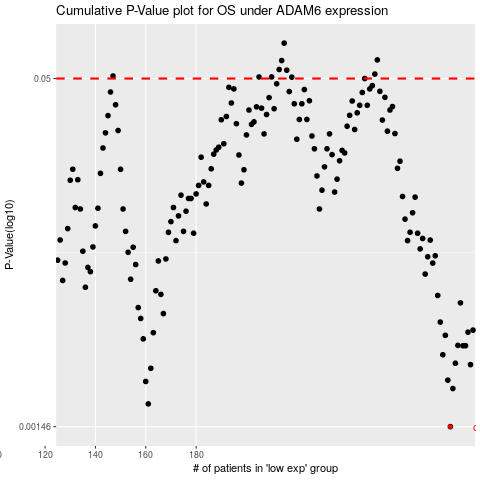 Cumulative P-Value plot for OS under ADAM6 expression
0.05
P-Value(log10)
0.00146
0
120
140
160
180
# of patients in 'low exp' group